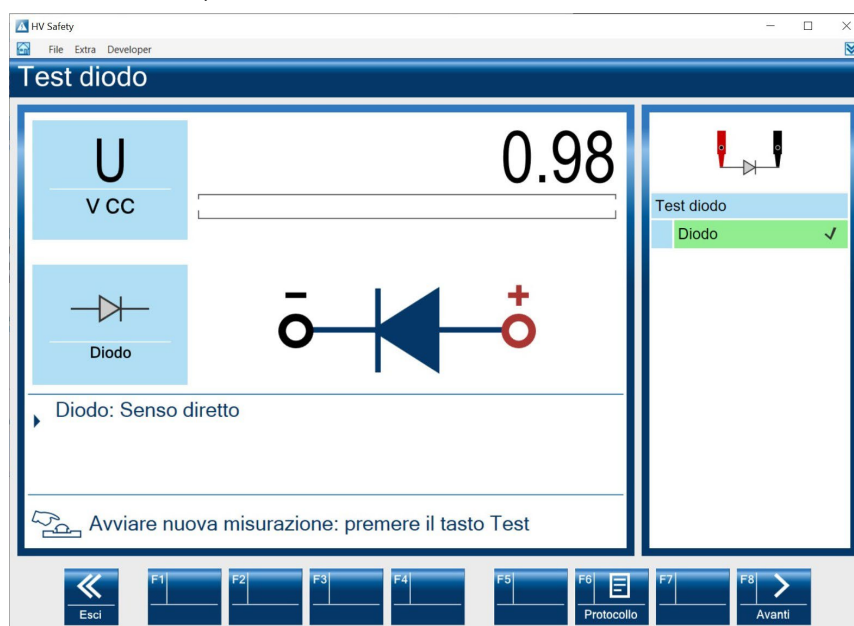 HV Safety
File Extra Developer
Test diodo
U
V CC
0.98
Test diodo
Diodo
Diodo
- +
Diodo: Senso diretto
Avviare nuova misurazione: premere il tasto Test
Esci
F1
F2
F3
F4
F5
F6
Protocollo
F7
F8
Avanti